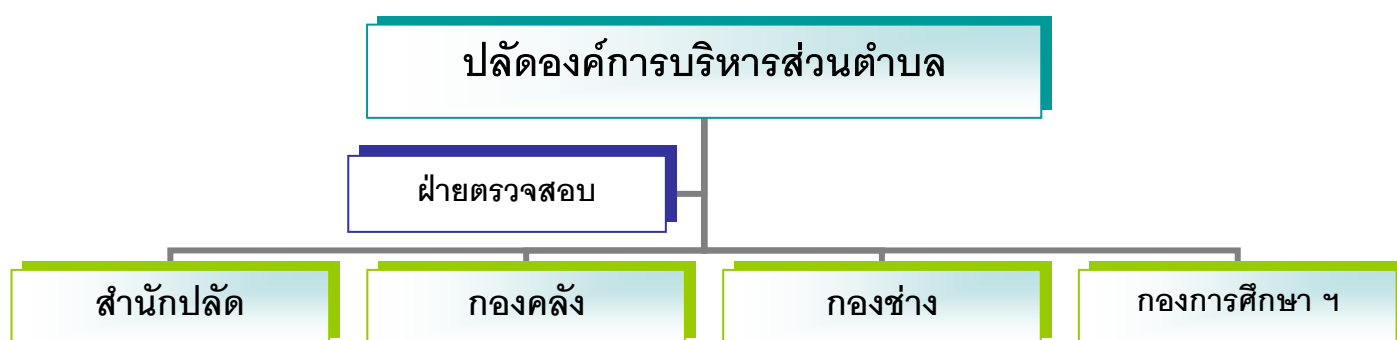 ปลัดองค์การบริหารส่วนตำบล
ฝ่ายตรวจสอบ
สำนักปลัด
กองคลัง
กองช่าง
กองการศึกษา ฯ